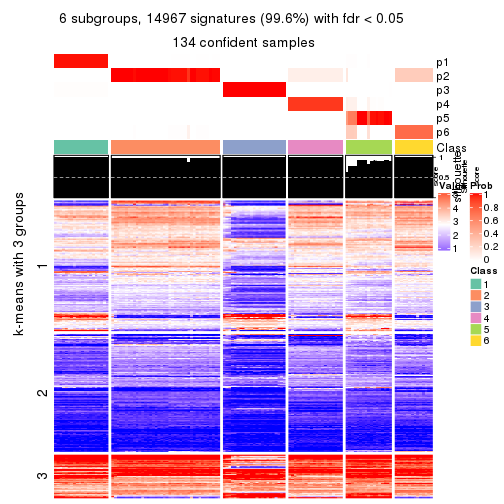 6 subgroups, 14967 signatures (99.6%) with fdr < 0.05
134 confident samples
p1
p2
p3
p4
p5
p6
Class
1
0.5
silhouette
score
Value
4
3
2
1
Prob
1
0.8
0.6
0.4
0.2
0
Class
1
2
3
4
5
6
k-means with 3 groups
1
2
3